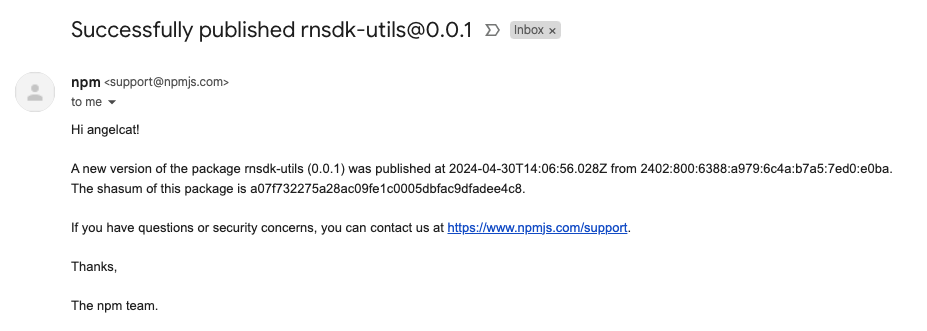 Successfully published rnsdk-utils@0.0.1 Inbox ×
npm <support@npmjs.com>
to me
Hi angelcat!
A new version of the package rnsdk-utils (0.0.1) was published at 2024-04-30T14:06:56.028Z from 2402:800:6388:a979:6c4a:b7a5:7ed0:e0ba.
The shasum of this package is a07f732275a28ac09fe1c0005dbfac9dfadee4c8.
If you have questions or security concerns, you can contact us at https://www.npmjs.com/support.
Thanks,
The npm team.